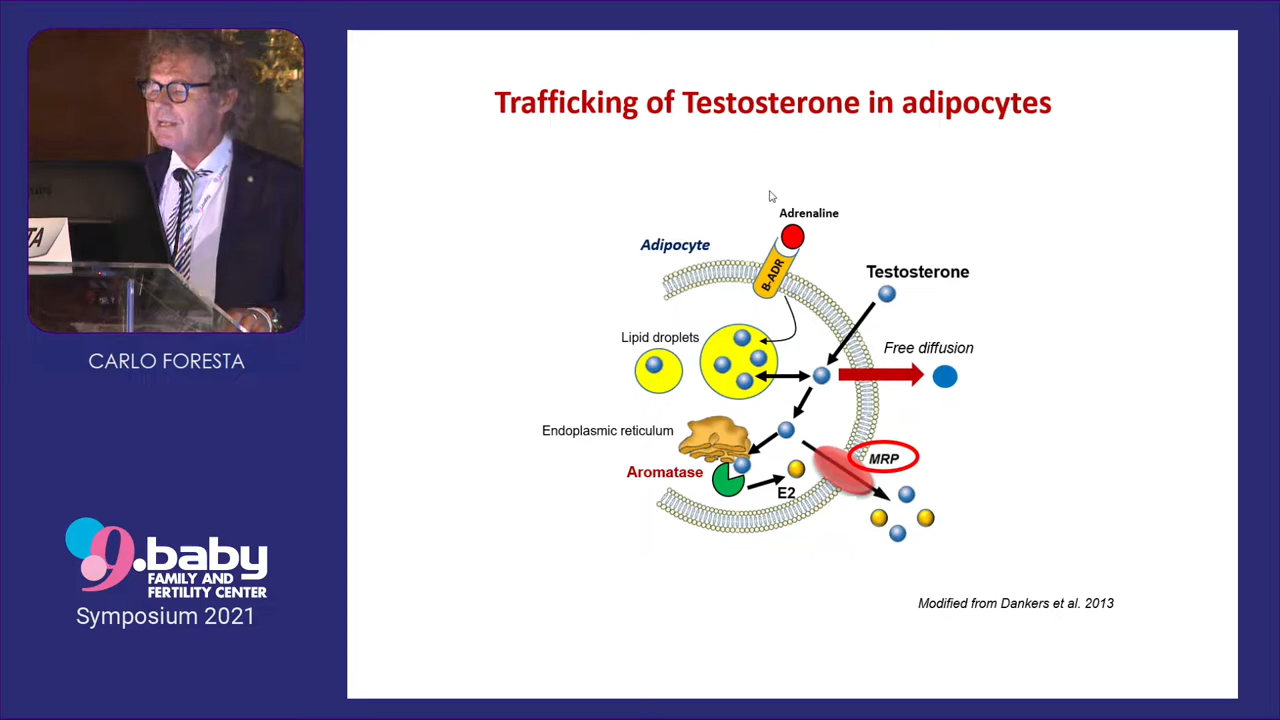 Trafficking of Testosterone in adipocytes
Adrenaline
Adipocyte
B-ADR
Testosterone
Lipid droplets
Free diffusion
Endoplasmic reticulum
MRP
Aromatase
E2
Modified from Dankers et al. 2013
TA
CARLO FORESTA
9.baby
FAMILY AND
FERTILITY CENTER
Symposium 2021